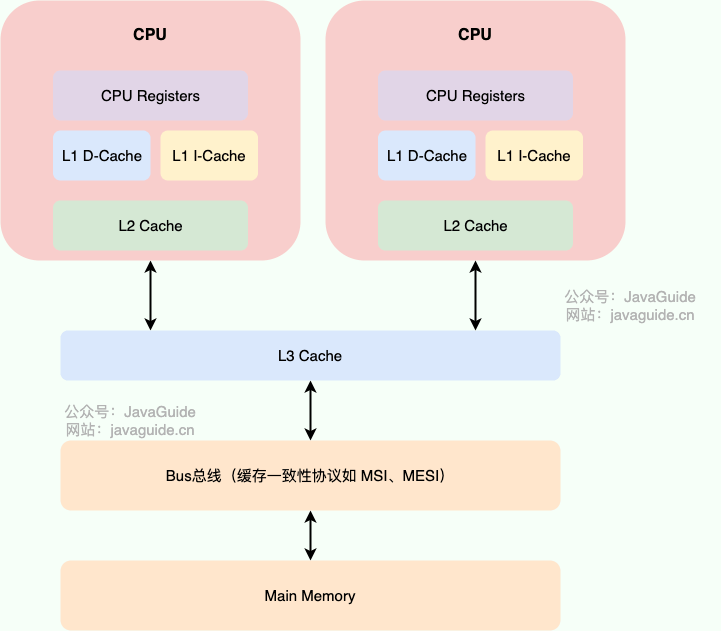 CPU
CPU
CPU Registers
CPU Registers
L1 D-Cache
L1 I-Cache
L1 D-Cache
L1 I-Cache
L2 Cache
L2 Cache
公众号：JavaGuide
网站：javaguide.cn
L3 Cache
公众号：JavaGuide
网站：javaguide.cn
Bus总线（缓存一致性协议如 MSI、MESI）
Main Memory